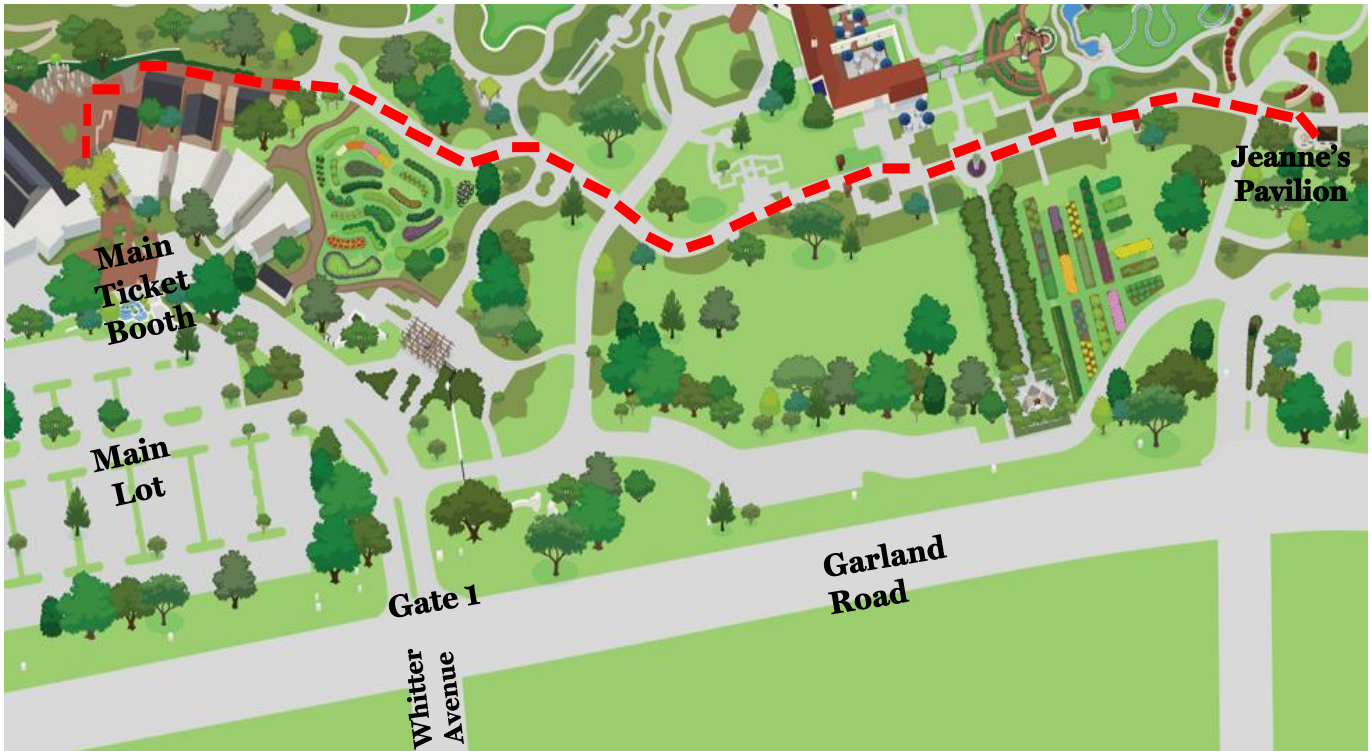 Jeanne's
Pavilion
Main
Ticket
Booth
Main
Lot
Garland
Road
Gate 1
Whitter
Avenue